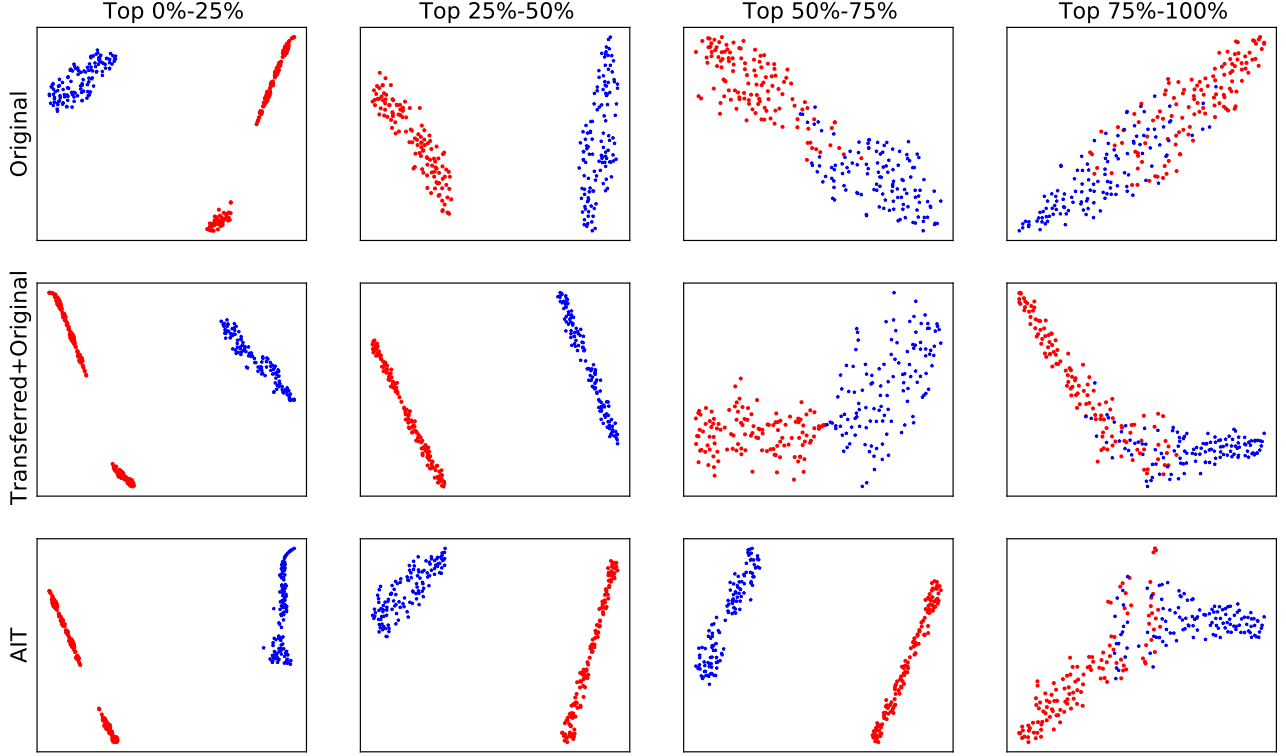 Top 0%-25%
Top 25%-50%
Top 50%-75%
Top 75%-100%
Original
Transferred+Original
AIT